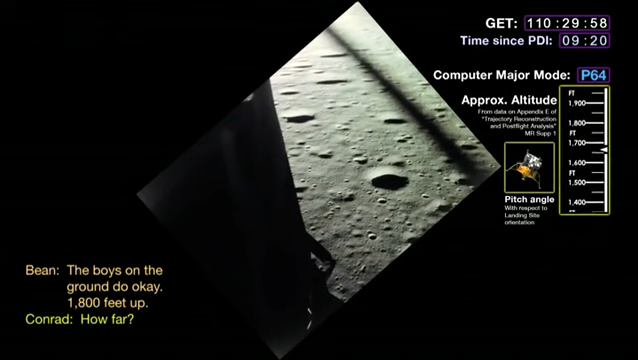 GET: 110:29:58
Time since PDI: 09:20
Computer Major Mode: P64
Approx. Altitude
From data on Appendix E of
"Trajectory Reconstruction
and Postflight Analysis"
MR Supp 1
FT
1,900
1,800
FT
1,700
1,600
FT
1,500
1,400
Pitch angle
With respect to
Landing Site
orientation
Bean: The boys on the
ground do okay.
1,800 feet up.
Conrad: How far?